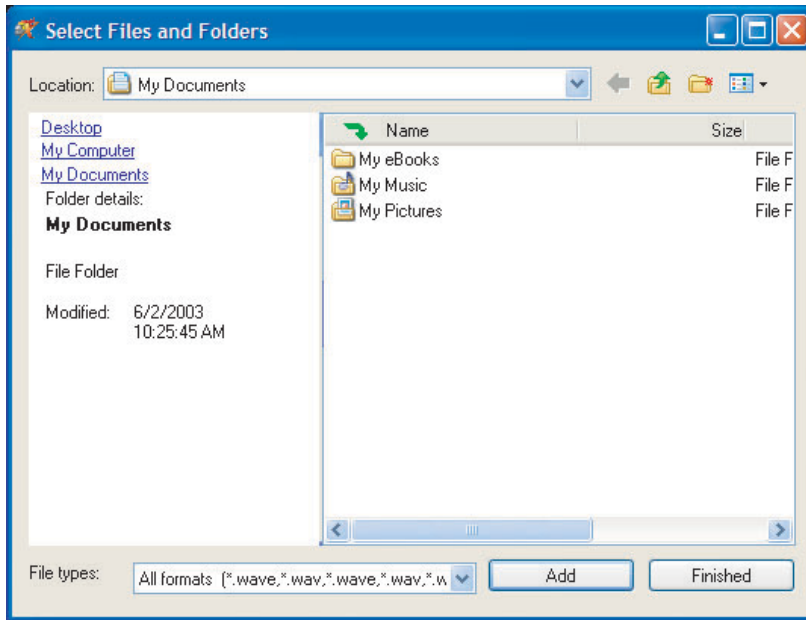 Select Files and Folders
Location: My Documents
Desktop
My Computer
My Documents
Folder details:
My Documents
File Folder
Modified: 6/2/2003
10:25:45 AM
Name Size
My eBooks File F
My Music File F
My Pictures File F
File types: All formats (*.wave,*.wav,*.wave,*.wav,*.w Add Finished